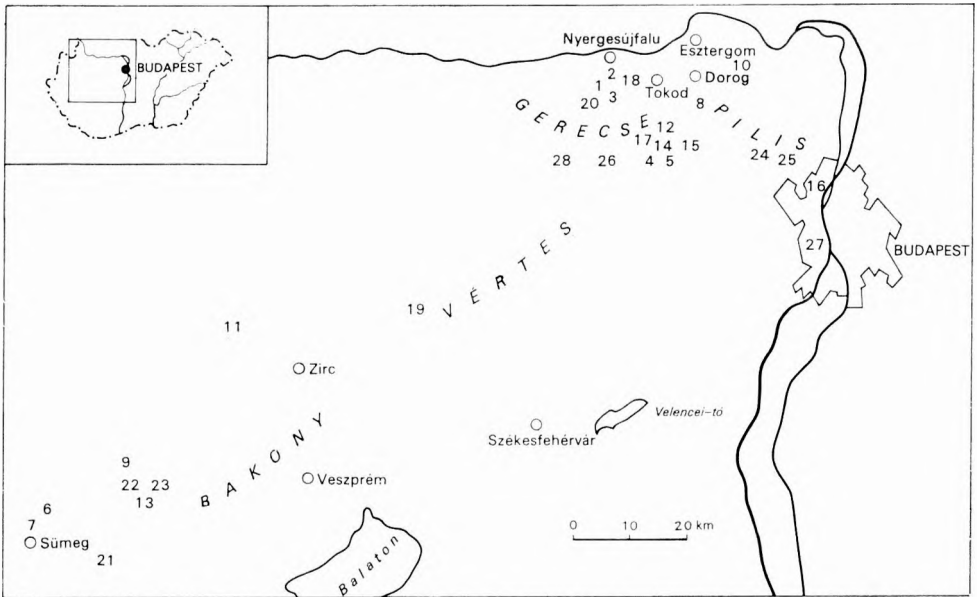 BUDAPEST
Nyergesújfalu
Esztergom
10
2
1
18
Tokod
Dorog
20
3
8
GERECSE
PILIS
12
17
14
15
24
25
28
26
4
5
16
27
BUDAPEST
VÉRTES
19
11
Zirc
Velencei-tó
Székesfehérvár
BAKONY
9
22
23
13
Veszprém
6
7
Sümeg
21
Balaton
0 10 20 km